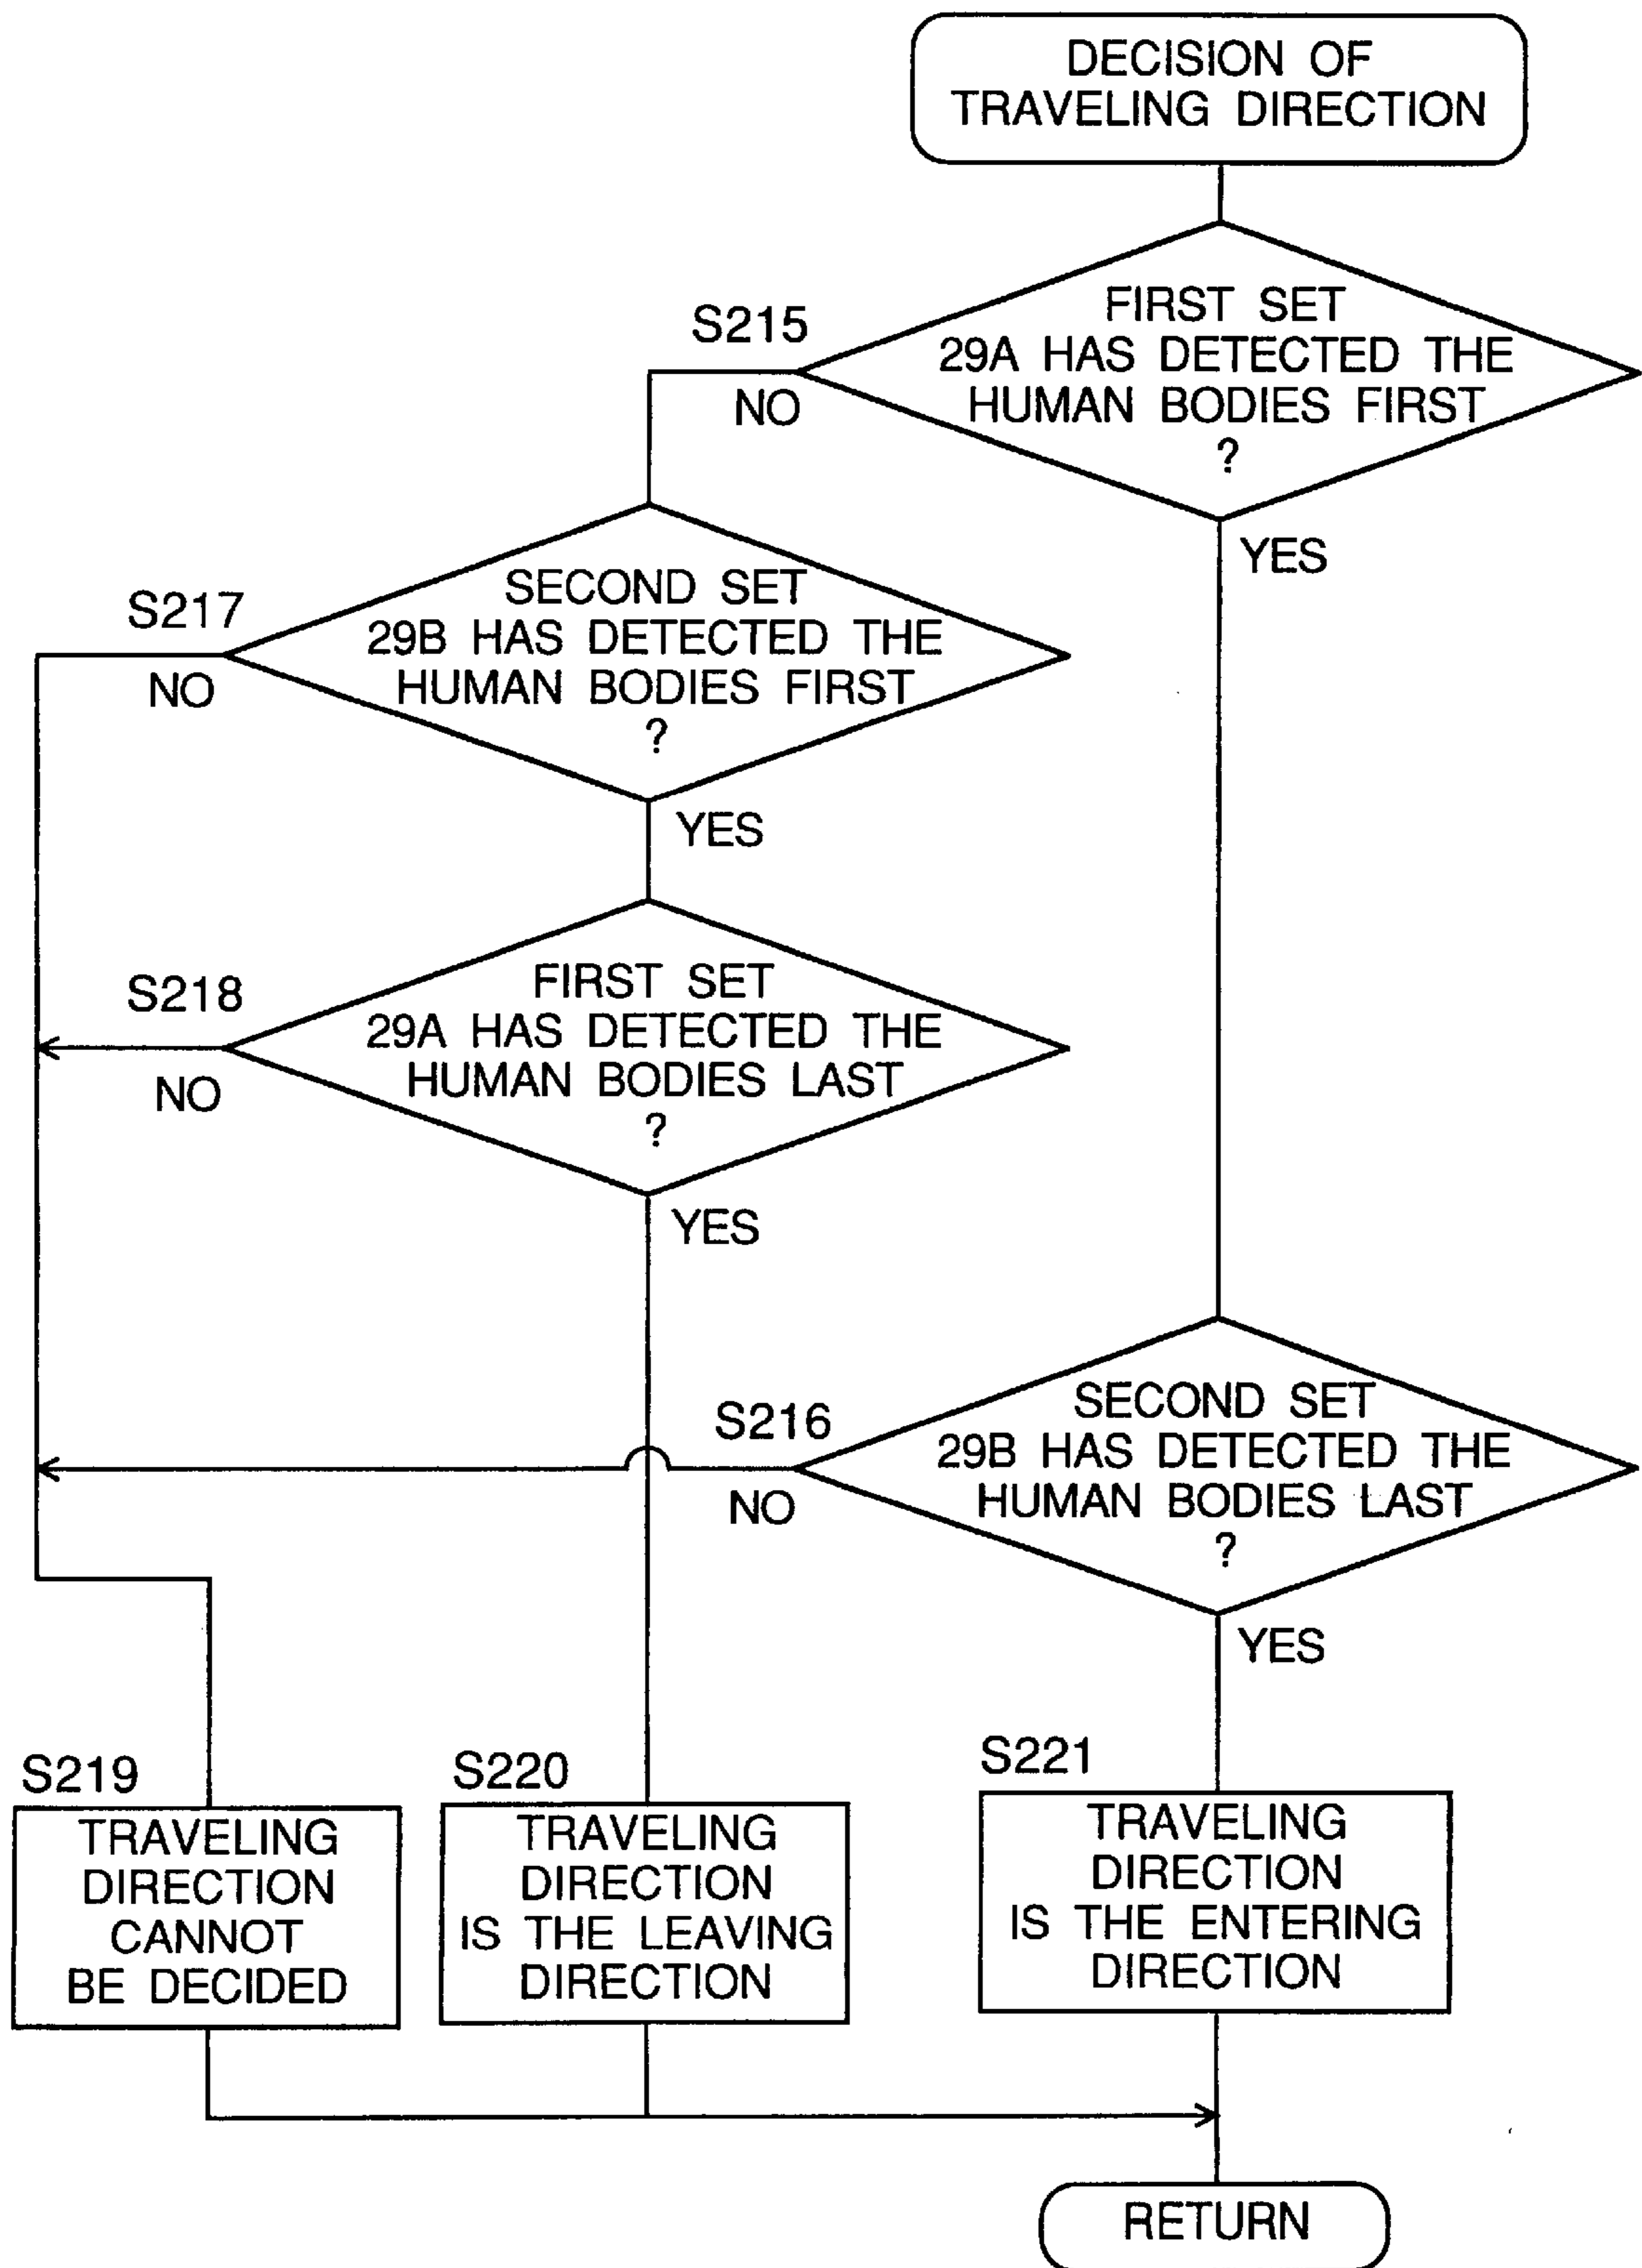 DECISION OF
TRAVELING DIRECTION
S215
FIRST SET
29A HAS DETECTED THE
HUMAN BODIES FIRST
?
NO
YES
S217
SECOND SET
29B HAS DETECTED THE
HUMAN BODIES FIRST
?
NO
YES
S218
FIRST SET
29A HAS DETECTED THE
HUMAN BODIES LAST
?
NO
YES
S216
SECOND SET
29B HAS DETECTED THE
HUMAN BODIES LAST
?
NO
YES
S219
TRAVELING
DIRECTION
CANNOT
BE DECIDED
S220
TRAVELING
DIRECTION
IS THE LEAVING
DIRECTION
S221
TRAVELING
DIRECTION
IS THE ENTERING
DIRECTION
RETURN